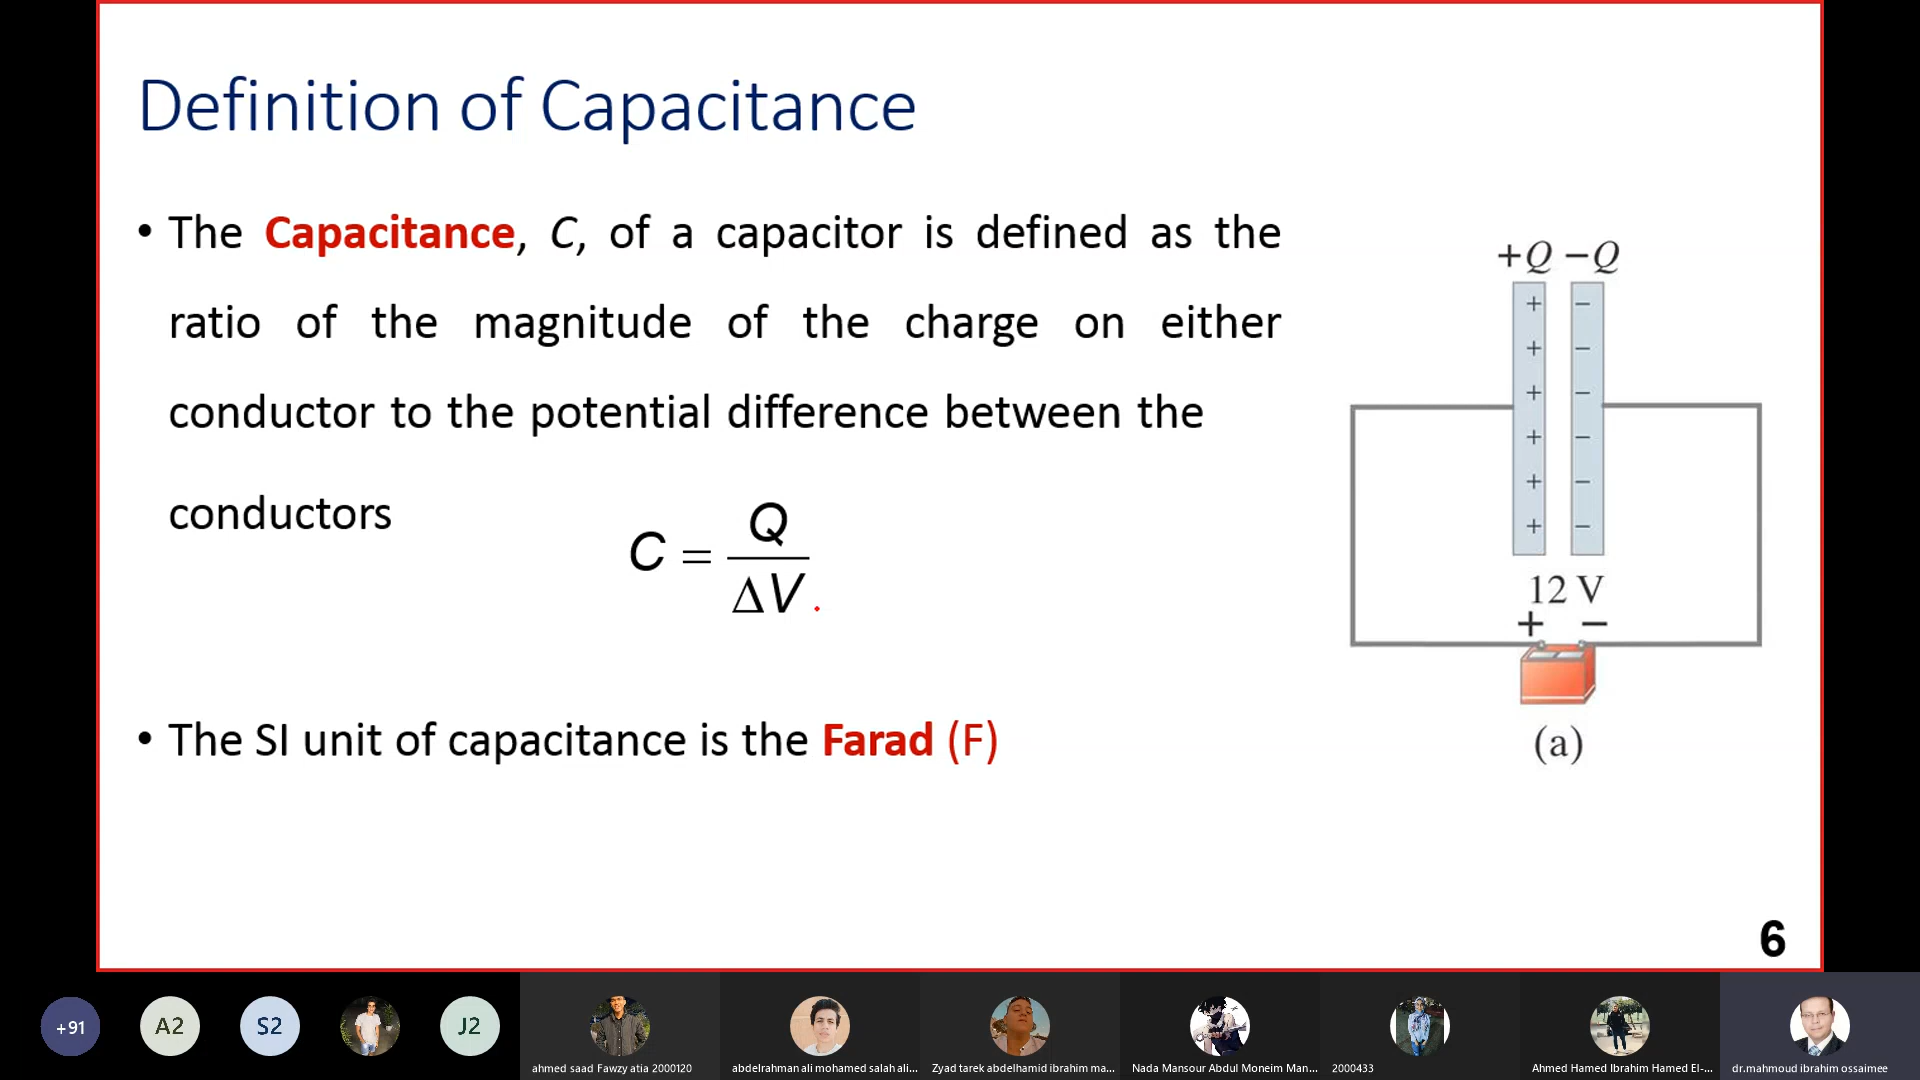 Definition of Capacitance
• The Capacitance, C, of a capacitor is defined as the
ratio of the magnitude of the charge on either
conductor to the potential difference between the
conductors
C = Q / ΔV
• The SI unit of capacitance is the Farad (F)
+Q −Q
+ −
+ −
+ −
+ −
+ −
+ −
12 V
+ −
(a)
6
+91
A2
S2
J2
ahmed saad Fawzy atia 2000120
abdelrahman ali mohamed salah ali...
Zyad tarek abdelhamid ibrahim ma...
Nada Mansour Abdul Moneim Man...
2000433
Ahmed Hamed Ibrahim Hamed El-...
dr.mahmoud ibrahim ossaimee